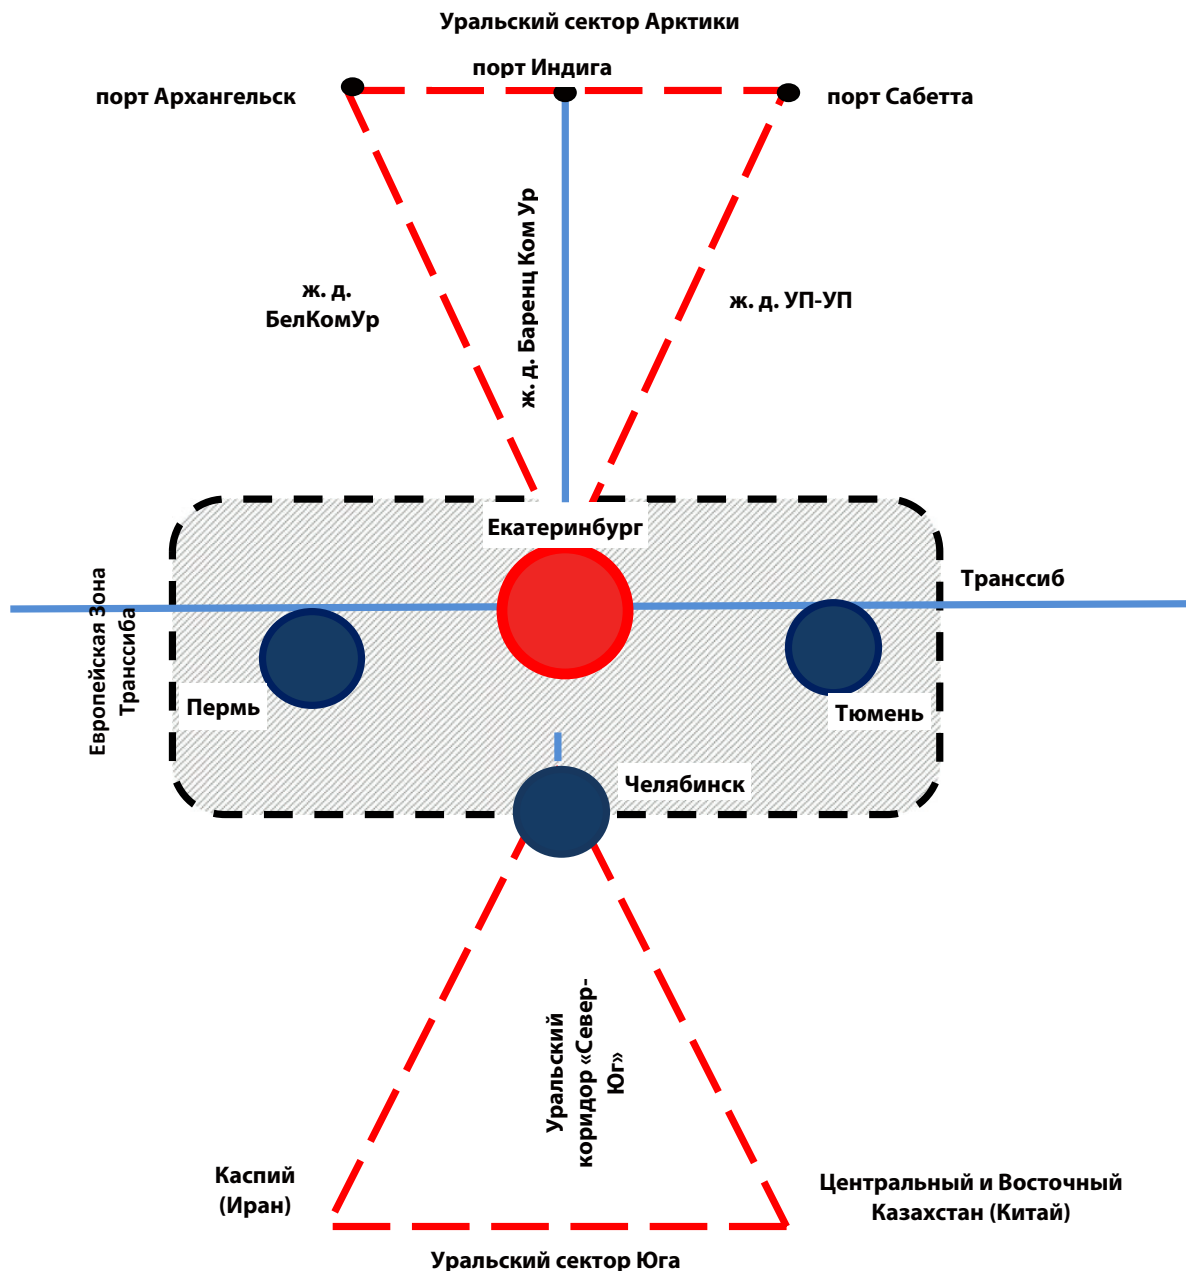 Уральский сектор Арктики
порт Индига
порт Архангельск
порт Сабетта
ж. д. Баренц Ком Ур
ж. д.
БелКомУр
ж. д. УП-УП
Екатеринбург
Транссиб
Европейская Зона
Транссиба
Пермь
Тюмень
Челябинск
Уральский
коридор «Север-
Юг»
Каспий
(Иран)
Центральный и Восточный
Казахстан (Китай)
Уральский сектор Юга